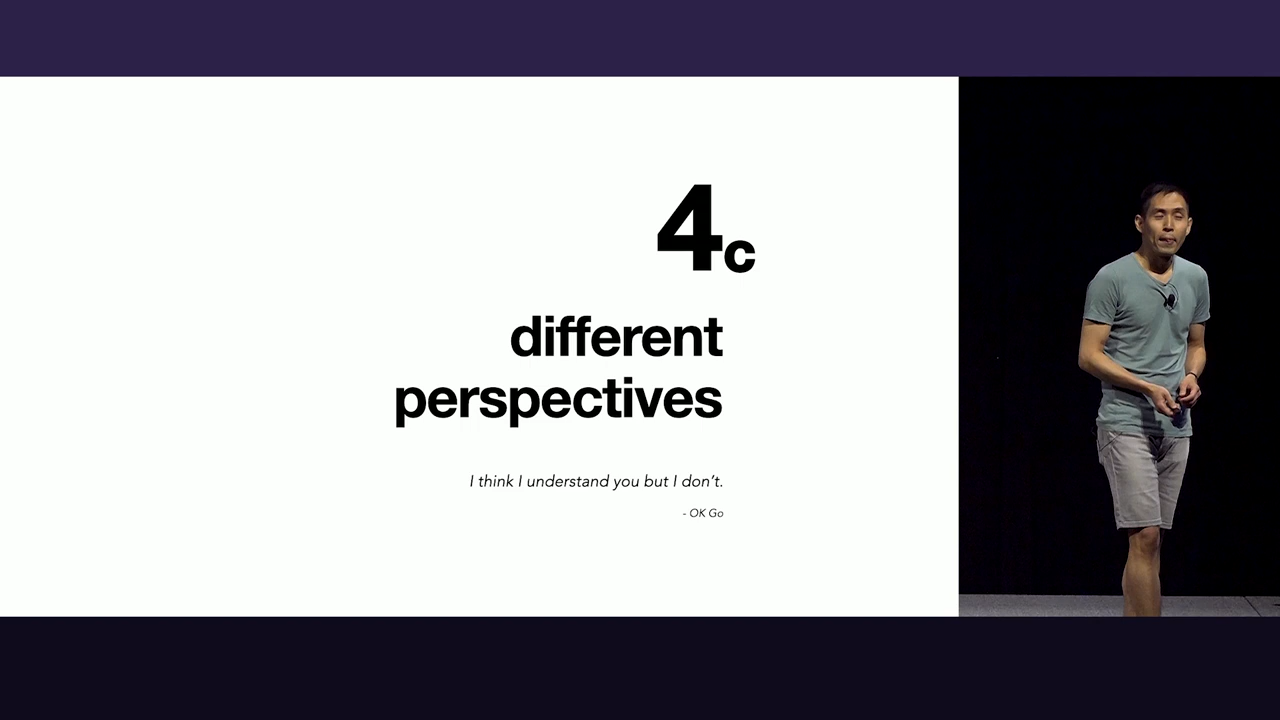 4c
different
perspectives
I think I understand you but I don't.
- OK Go